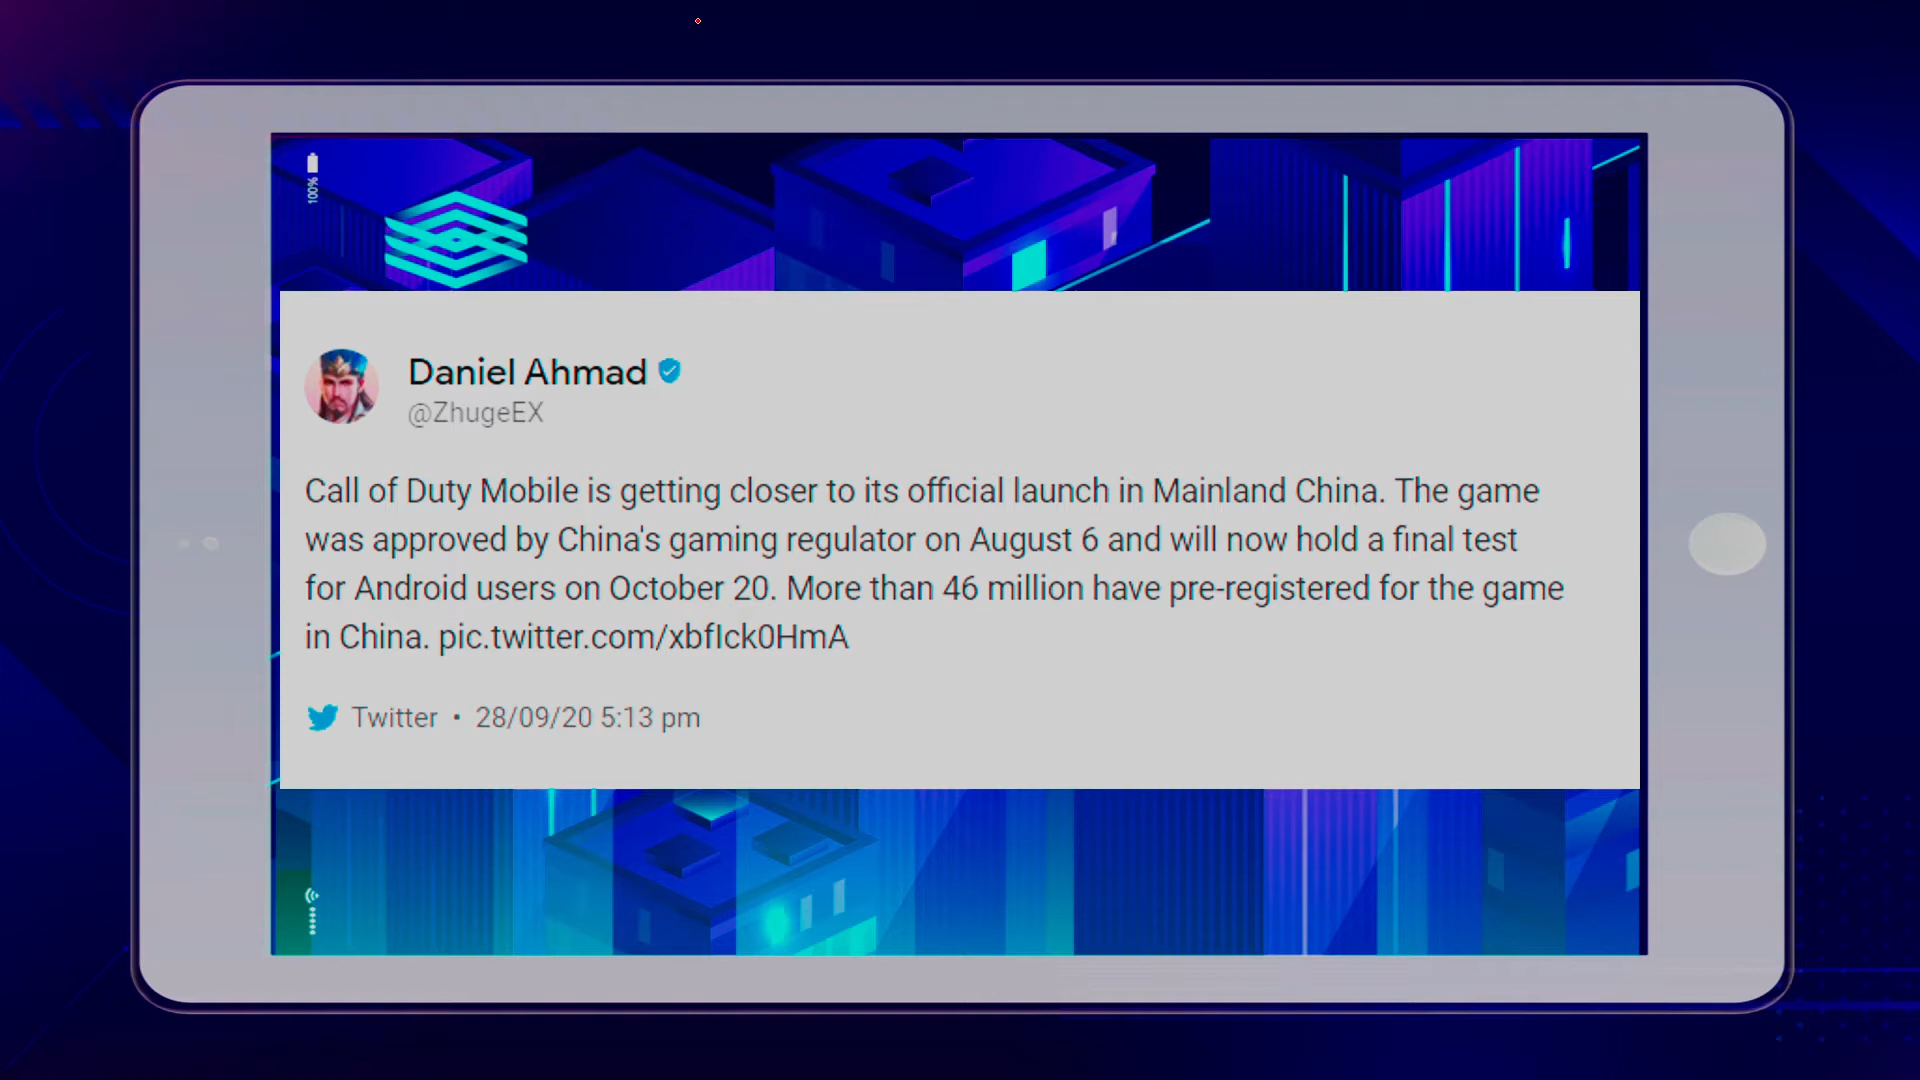 100%
Daniel Ahmad
@ZhugeEX
Call of Duty Mobile is getting closer to its official launch in Mainland China. The game
was approved by China's gaming regulator on August 6 and will now hold a final test
for Android users on October 20. More than 46 million have pre-registered for the game
in China. pic.twitter.com/xbfIck0HmA
Twitter • 28/09/20 5:13 pm